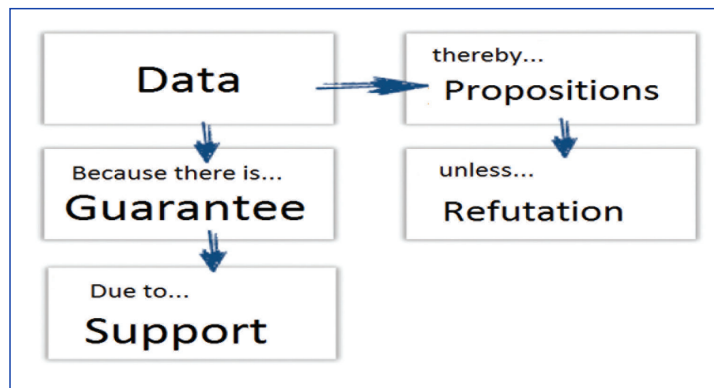 Data
thereby...
Propositions
Because there is...
Guarantee
unless...
Refutation
Due to...
Support